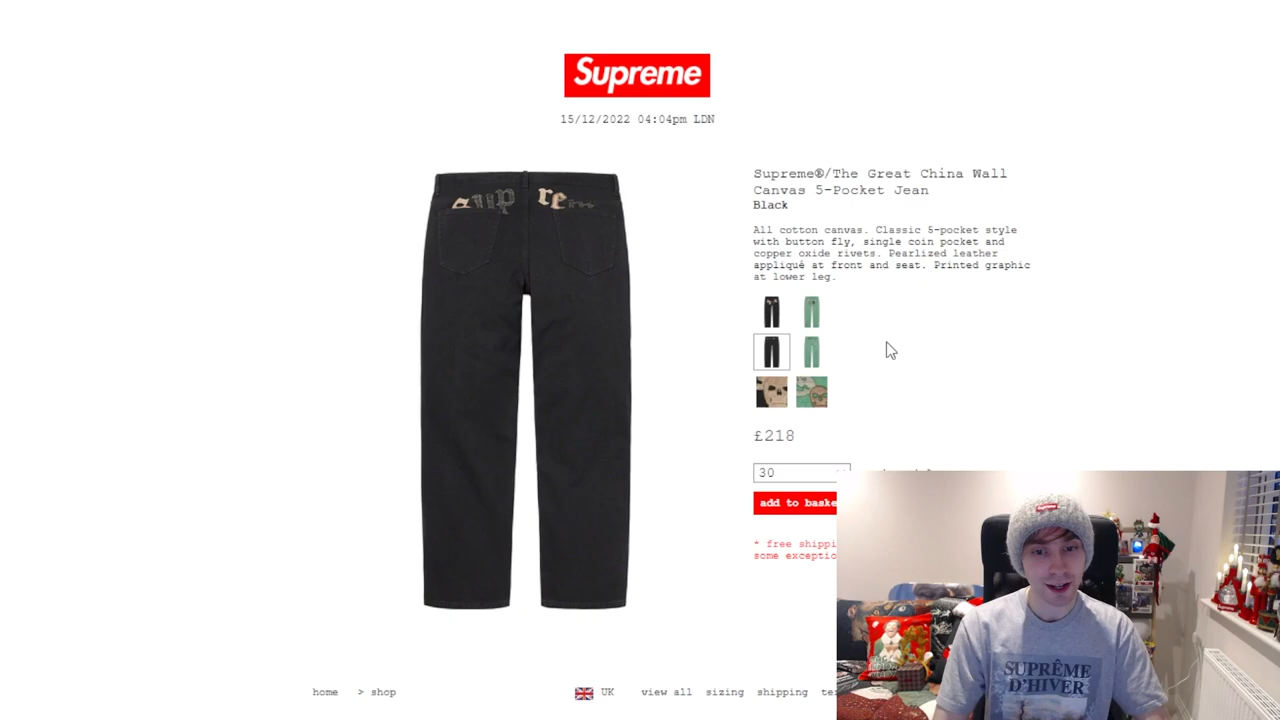 Supreme
15/12/2022 04:04pm LDN
Supreme®/The Great China Wall
Canvas 5-Pocket Jean
Black
All cotton canvas. Classic 5-pocket style
with button fly, single coin pocket and
copper oxide rivets. Pearlized leather
appliqué at front and seat. Printed graphic
at lower leg.
suprem
£218
30
add to baske
* free shippi
some exceptio
Supreme
SUPRÊME
D'HIVER
home > shop
UK view all sizing shipping te